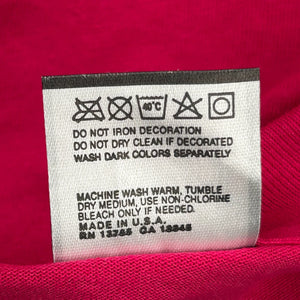 40°C
DO NOT IRON DECORATION
DO NOT DRY CLEAN IF DECORATED
WASH DARK COLORS SEPARATELY
MACHINE WASH WARM, TUMBLE
DRY MEDIUM, USE NON-CHLORINE
BLEACH ONLY IF NEEDED.
MADE IN U.S.A.
RN 13765 CA